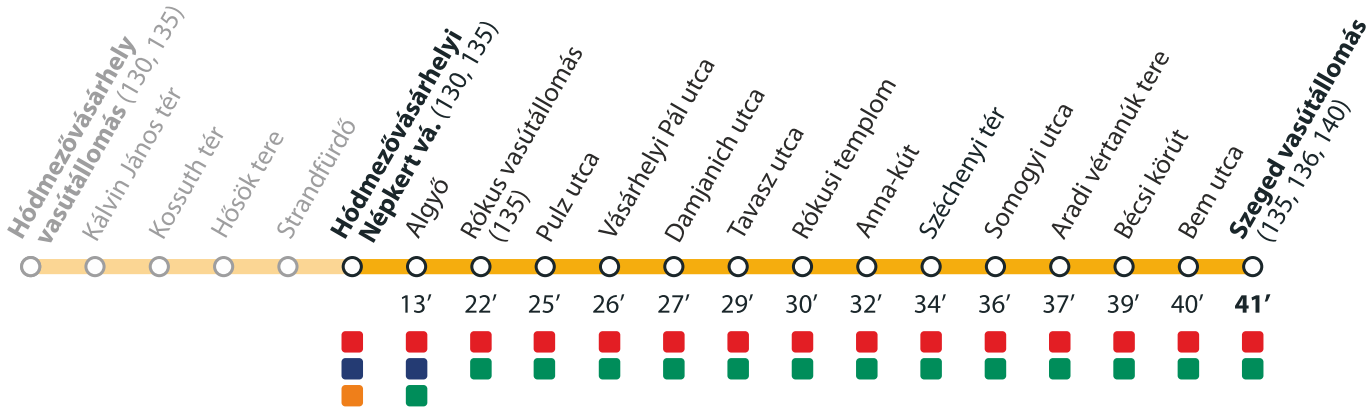 Hódmezővásárhely
vasútállomás (130, 135)
Kálvin János tér
Kossuth tér
Hősök tere
Strandfürdő
Hódmezővásárhelyi
Népkert vá. (130, 135)
Algyő
Rókus vasútállomás
(135)
Pulz utca
Vásárhelyi Pál utca
Damjanich utca
Tavasz utca
Rókusi templom
Anna-kút
Széchenyi tér
Somogyi utca
Aradi vértanúk tere
Bécsi körút
Bem utca
Szeged vasútállomás
(135, 136, 140)
13′ 22′ 25′ 26′ 27′ 29′ 30′ 32′ 34′ 36′ 37′ 39′ 40′ 41′